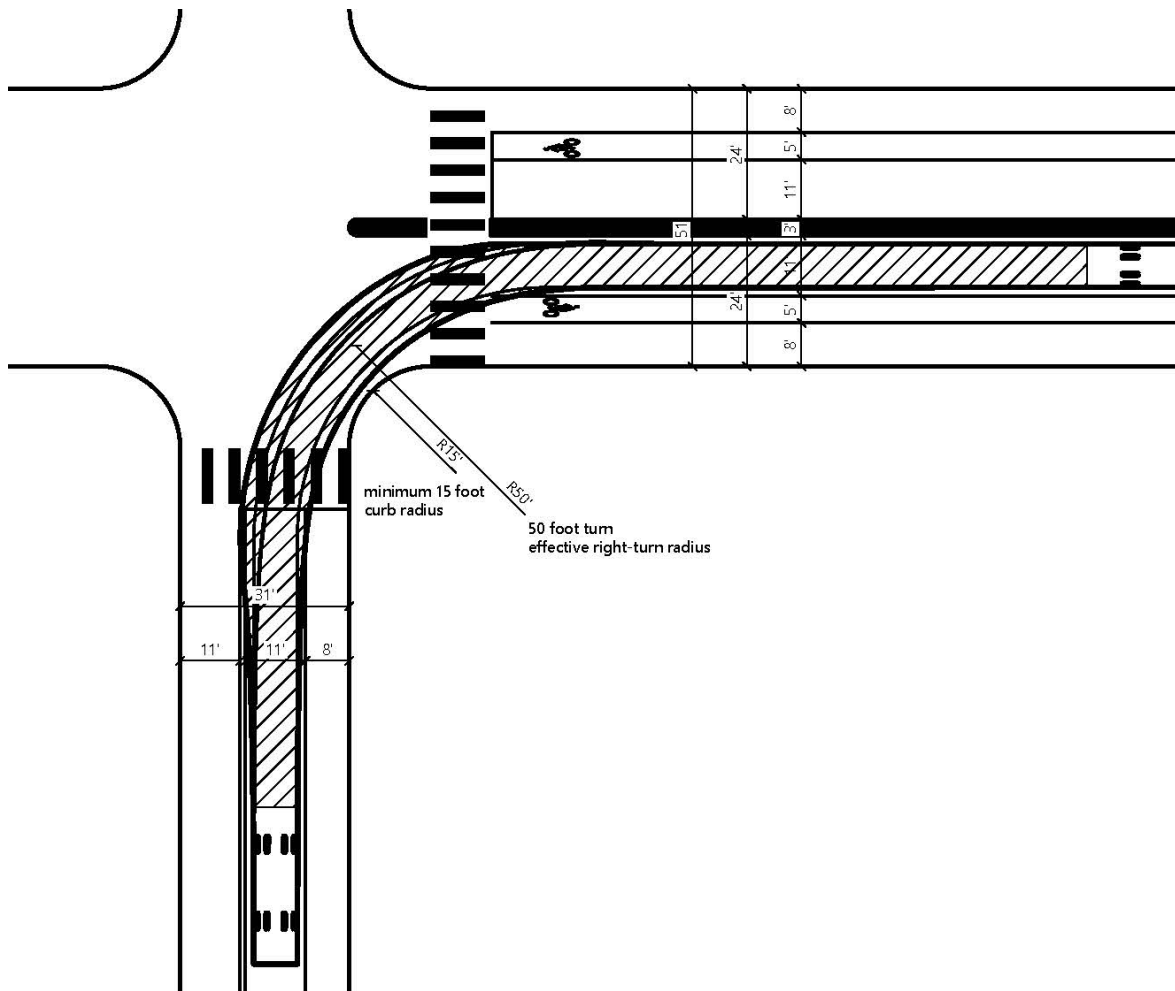 8'
5'
24'
11'
51
3'
11
24'
5'
8'
R15'
R50'
minimum 15 foot
curb radius
50 foot turn
effective right-turn radius
31'
11'
11'
8'